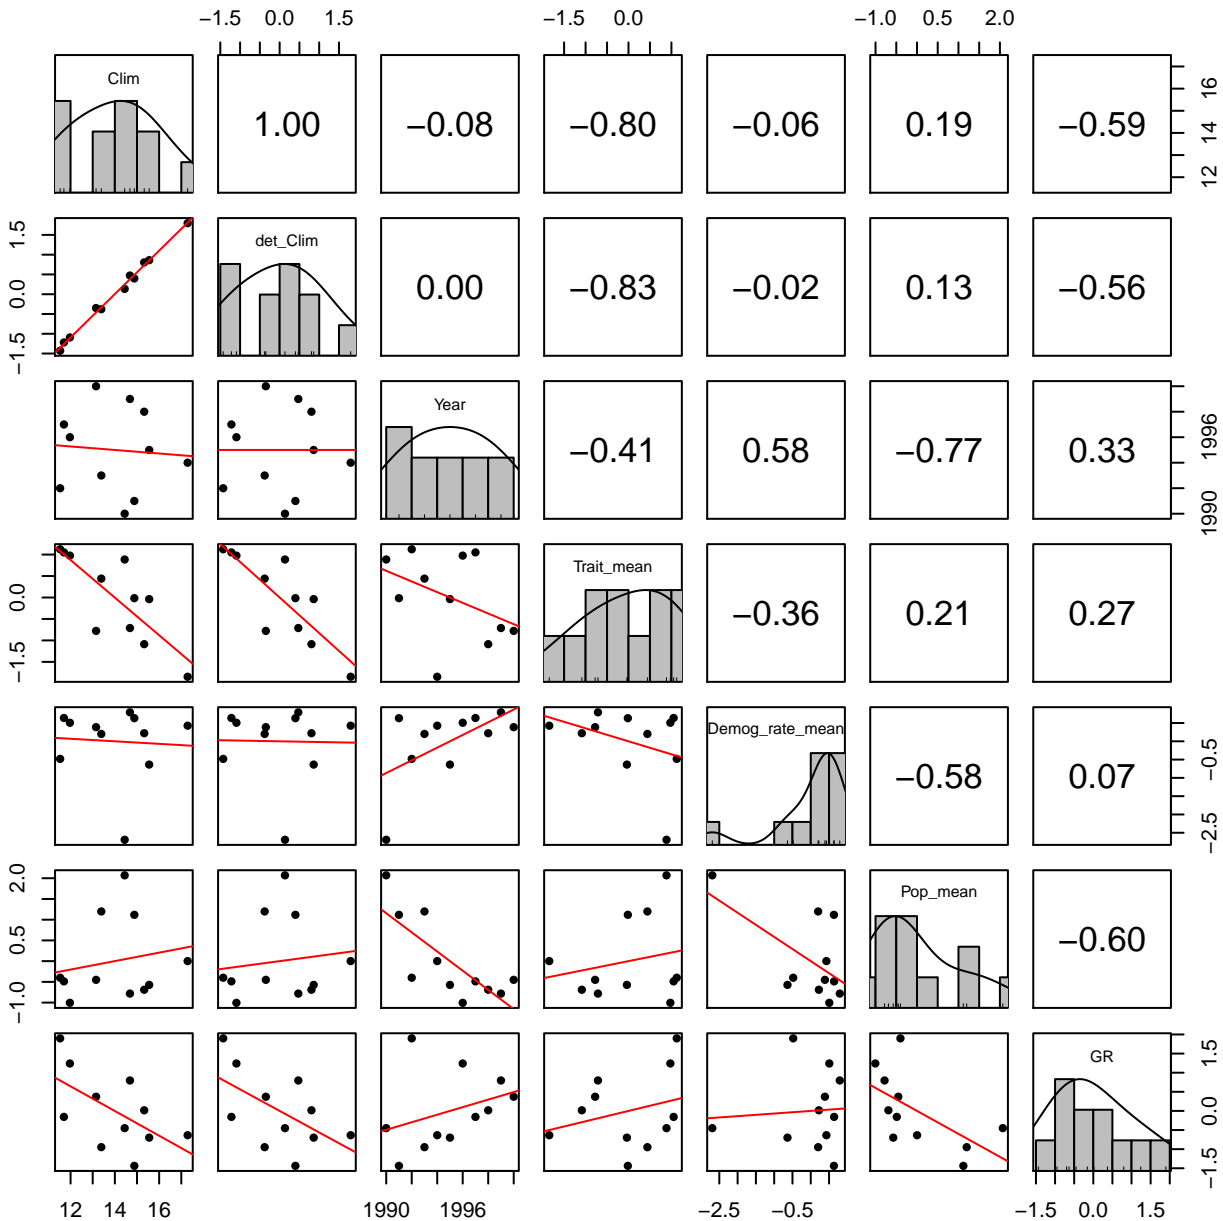 −1.5 0.0 1.5 −1.5 0.0 −1.0 0.5 2.0
Clim 1.00 −0.08 −0.80 −0.06 0.19 −0.59 12 14 16
−1.5 0.0 1.5 det_Clim 0.00 −0.83 −0.02 0.13 −0.56
Year −0.41 0.58 −0.77 0.33 1990 1996
−1.5 0.0 Trait_mean −0.36 0.21 0.27
Demog_rate_mean −0.58 0.07 −2.5 −0.5
−1.0 0.5 2.0 Pop_mean −0.60
GR −1.5 0.0 1.5
12 14 16 1990 1996 −2.5 −0.5 −1.5 0.0 1.5